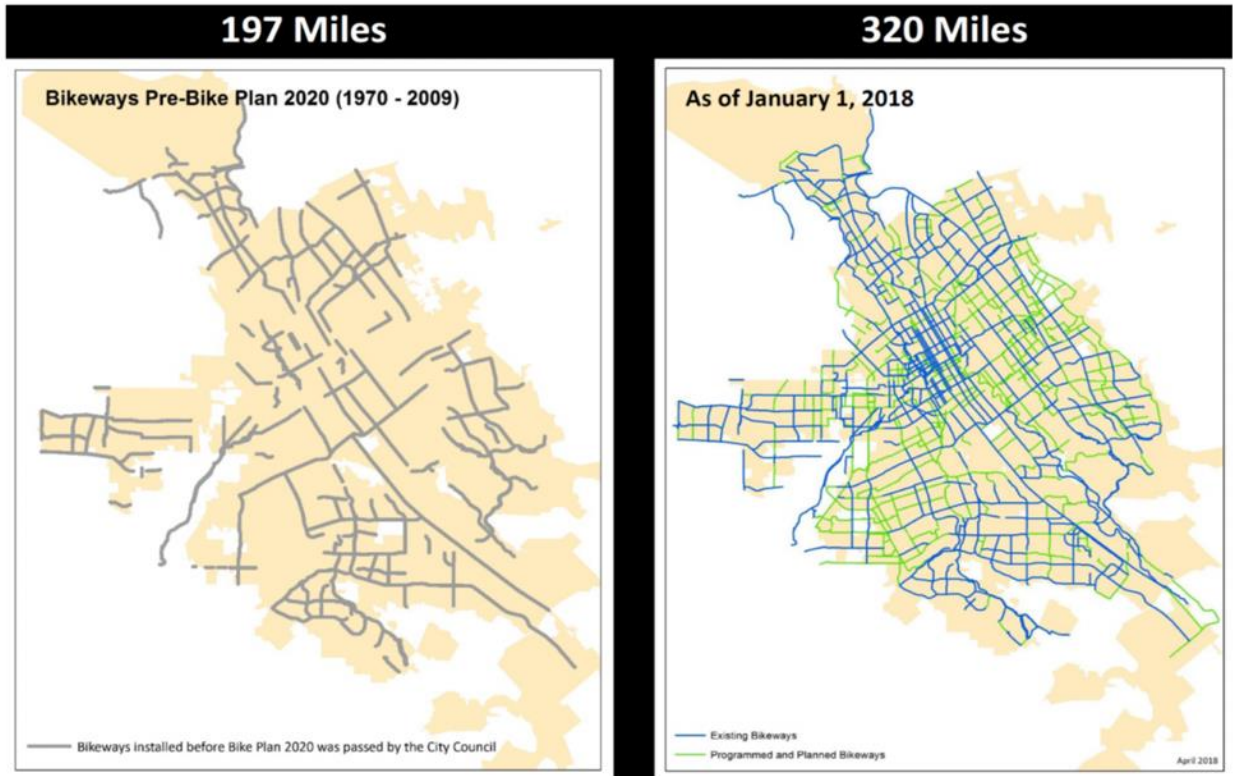 197 Miles
320 Miles
Bikeways Pre-Bike Plan 2020 (1970 - 2009)
As of January 1, 2018
Bikeways installed before Bike Plan 2020 was passed by the City Council
Existing Bikeways
Programmed and Planned Bikeways
April 2018